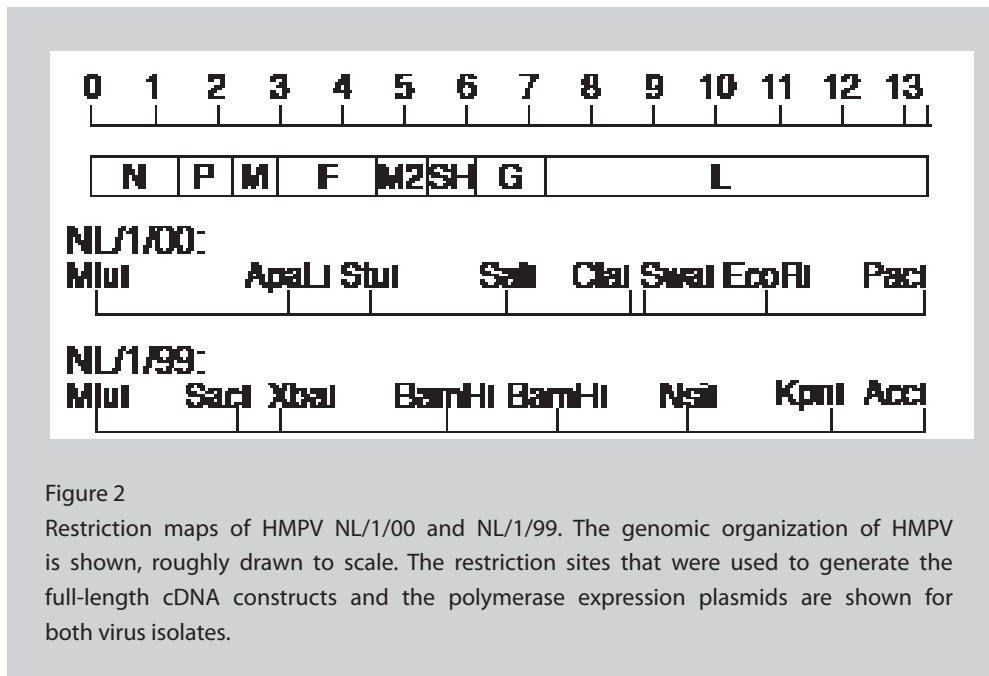 0 1 2 3 4 5 6 7 8 9 10 11 12 13
N P M F M2 SH G L
NL/1/00:
MluI ApaLI StuI SalI ClaI SwaI EcoRI PacI
NL/1/99:
MluI SacI XbaI BamHI BamHI NsiI KpnI AccI
Figure 2
Restriction maps of HMPV NL/1/00 and NL/1/99. The genomic organization of HMPV
is shown, roughly drawn to scale. The restriction sites that were used to generate the
full-length cDNA constructs and the polymerase expression plasmids are shown for
both virus isolates.